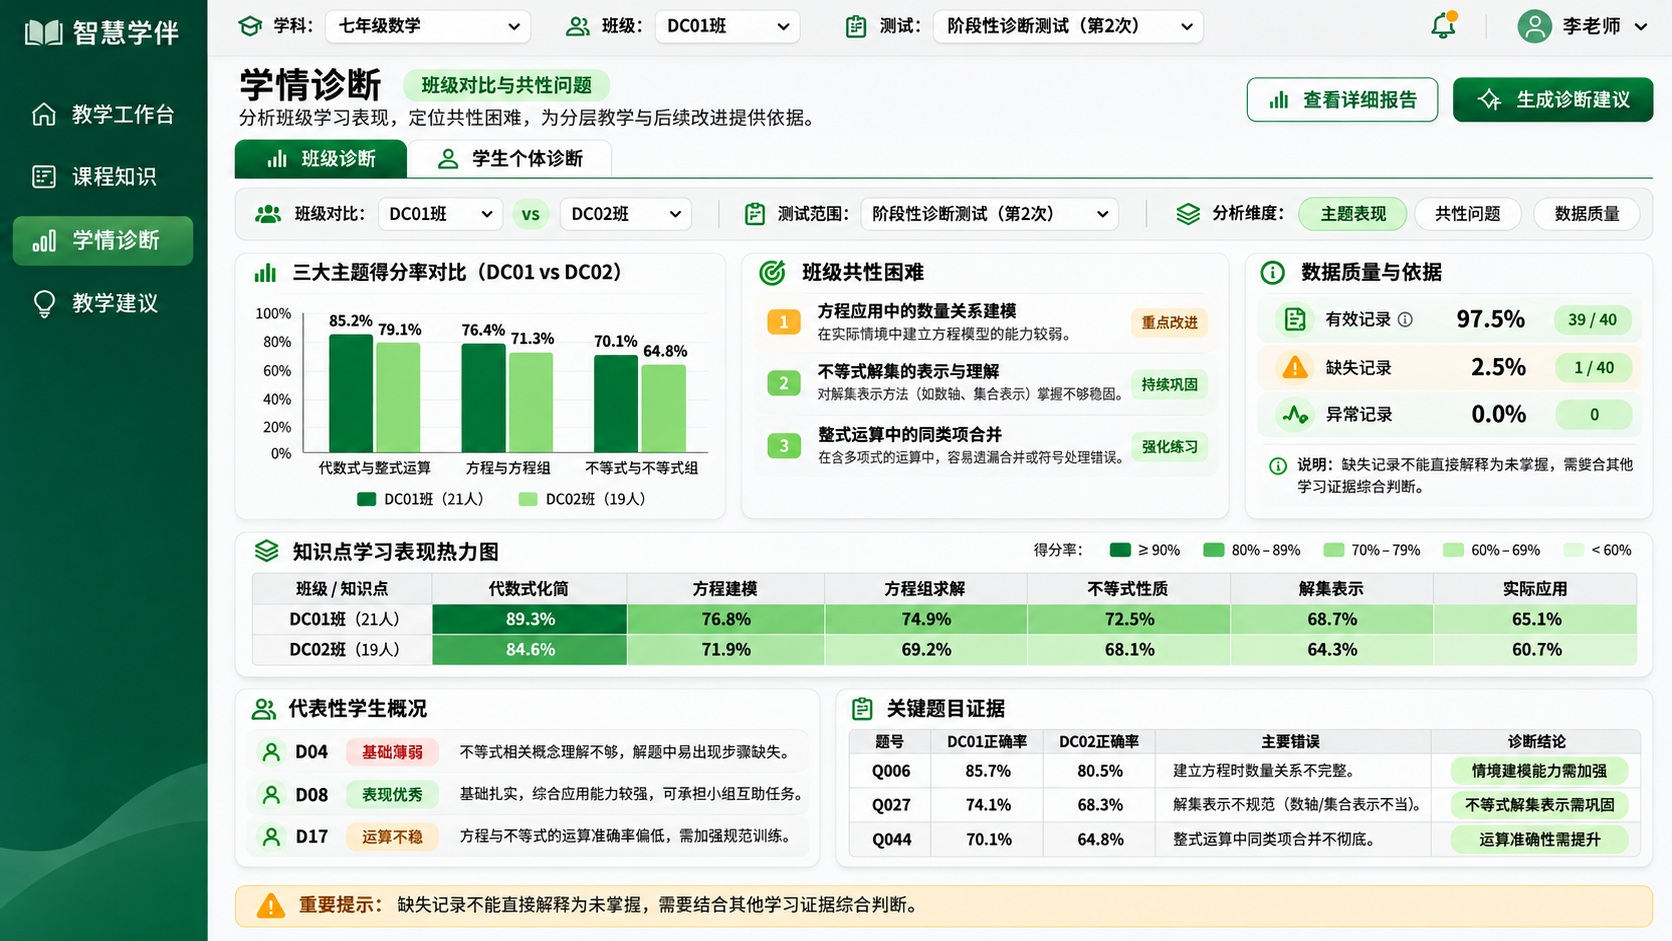 智慧学伴
教学工作台
课程知识
学情诊断
教学建议
学科： 七年级数学 班级： DC01班 测试： 阶段性诊断测试（第2次） 李老师
学情诊断 班级对比与共性问题
分析班级学习表现，定位共性困难，为分层教学与后续改进提供依据。
查看详细报告 生成诊断建议
班级诊断 学生个体诊断
班级对比： DC01班 vs DC02班 测试范围： 阶段性诊断测试（第2次） 分析维度： 主题表现 共性问题 数据质量
三大主题得分率对比（DC01 vs DC02）
100%
80%
60%
40%
20%
0%
85.2% 79.1% 76.4% 71.3% 70.1% 64.8%
代数式与整式运算 方程与方程组 不等式与不等式组
DC01班（21人） DC02班（19人）
班级共性困难
1 方程应用中的数量关系建模
在实际情境中建立方程模型的能力较弱。
重点改进
2 不等式解集的表示与理解
对解集表示方法（如数轴、集合表示）掌握不够稳固。
持续巩固
3 整式运算中的同类项合并
在含多项式的运算中，容易遗漏合并或符号处理错误。
强化练习
数据质量与依据
有效记录 97.5% 39 / 40
缺失记录 2.5% 1 / 40
异常记录 0.0% 0
说明：缺失记录不能直接解释为未掌握，需合其他
学习证据综合判断。
知识点学习表现热力图
得分率： ≥ 90% 80% – 89% 70% – 79% 60% – 69% < 60%
班级 / 知识点 代数式化简 方程建模 方程组求解 不等式性质 解集表示 实际应用
DC01班（21人） 89.3% 76.8% 74.9% 72.5% 68.7% 65.1%
DC02班（19人） 84.6% 71.9% 69.2% 68.1% 64.3% 60.7%
代表性学生概况
D04 基础薄弱 不等式相关概念理解不够，解题中易出现步骤缺失。
D08 表现优秀 基础扎实，综合应用能力较强，可承担小组互助任务。
D17 运算不稳 方程与不等式的运算准确率偏低，需加强规范训练。
关键题目证据
题号 DC01正确率 DC02正确率 主要错误 诊断结论
Q006 85.7% 80.5% 建立方程时数量关系不完整。 情境建模能力需加强
Q027 74.1% 68.3% 解集表示不规范（数轴/集合表示不当）。 不等式解集表示需巩固
Q044 70.1% 64.8% 整式运算中同类项合并不彻底。 运算准确性需提升
重要提示： 缺失记录不能直接解释为未掌握，需要结合其他学习证据综合判断。